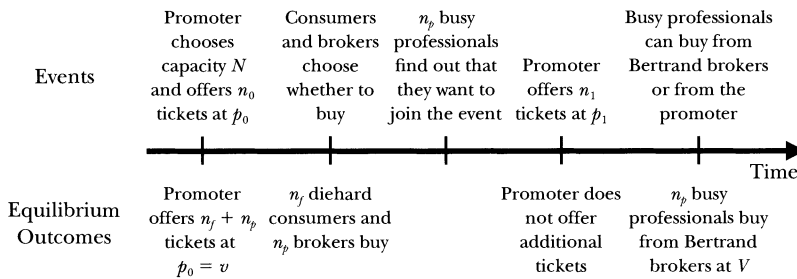 Events
Promoter
chooses
capacity N
and offers n₀
tickets at p₀
Consumers
and brokers
choose
whether to
buy
nₚ busy
professionals
find out that
they want to
join the event
Promoter
offers n₁
tickets at p₁
Busy professionals
can buy from
Bertrand brokers
or from the
promoter
Time
Equilibrium
Outcomes
Promoter
offers n_f + nₚ
tickets at
p₀ = v
n_f diehard
consumers and
nₚ brokers buy
Promoter does
not offer
additional
tickets
nₚ busy
professionals buy
from Bertrand
brokers at V